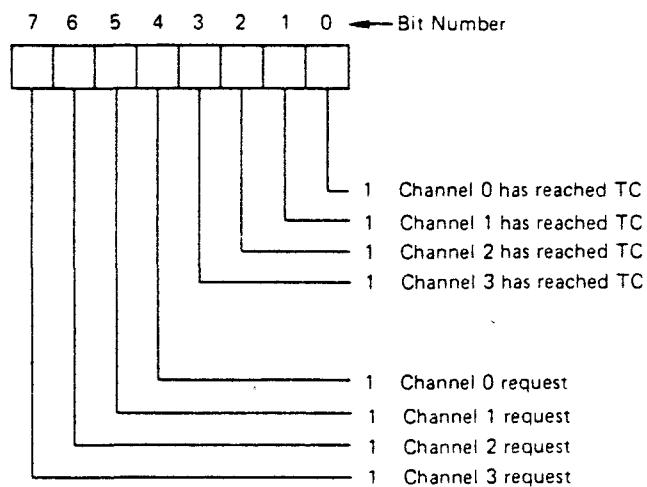 7 6 5 4 3 2 1 0 Bit Number
1 Channel 0 has reached TC
1 Channel 1 has reached TC
1 Channel 2 has reached TC
1 Channel 3 has reached TC
1 Channel 0 request
1 Channel 1 request
1 Channel 2 request
1 Channel 3 request